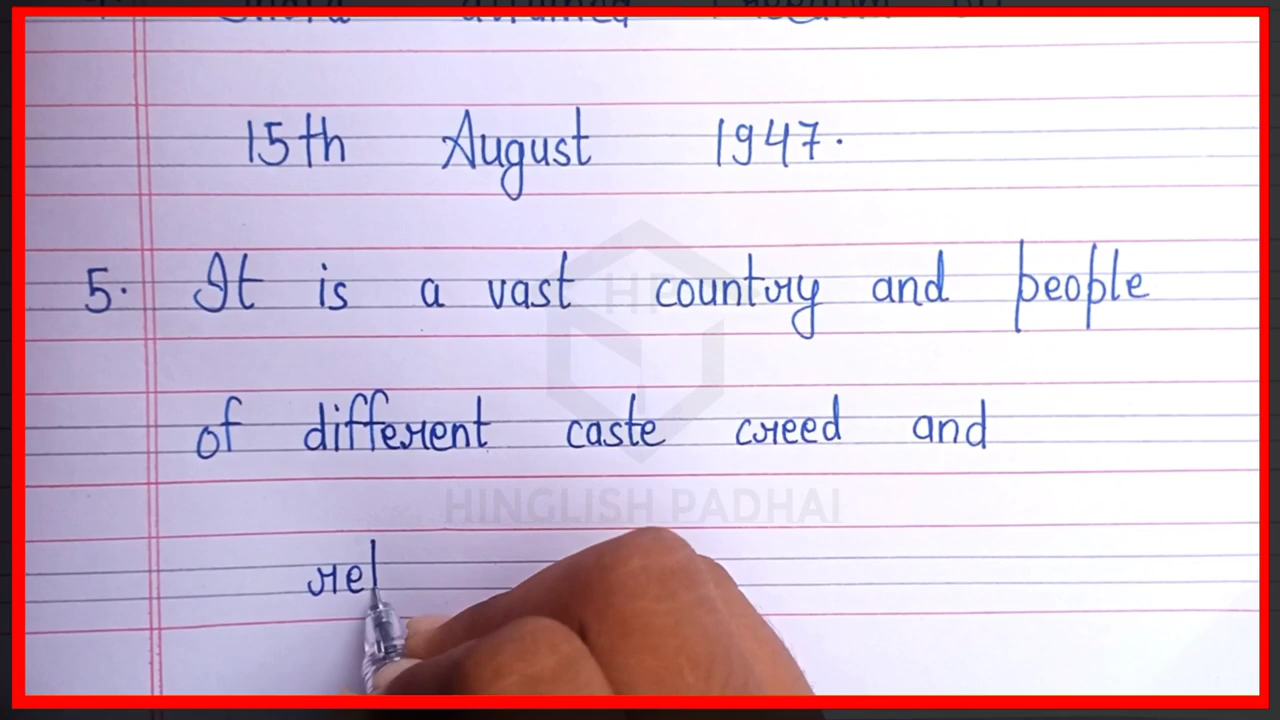 15th August 1947.
5. It is a vast country and people
of different caste creed and
HINGLISH PADHAI
rel